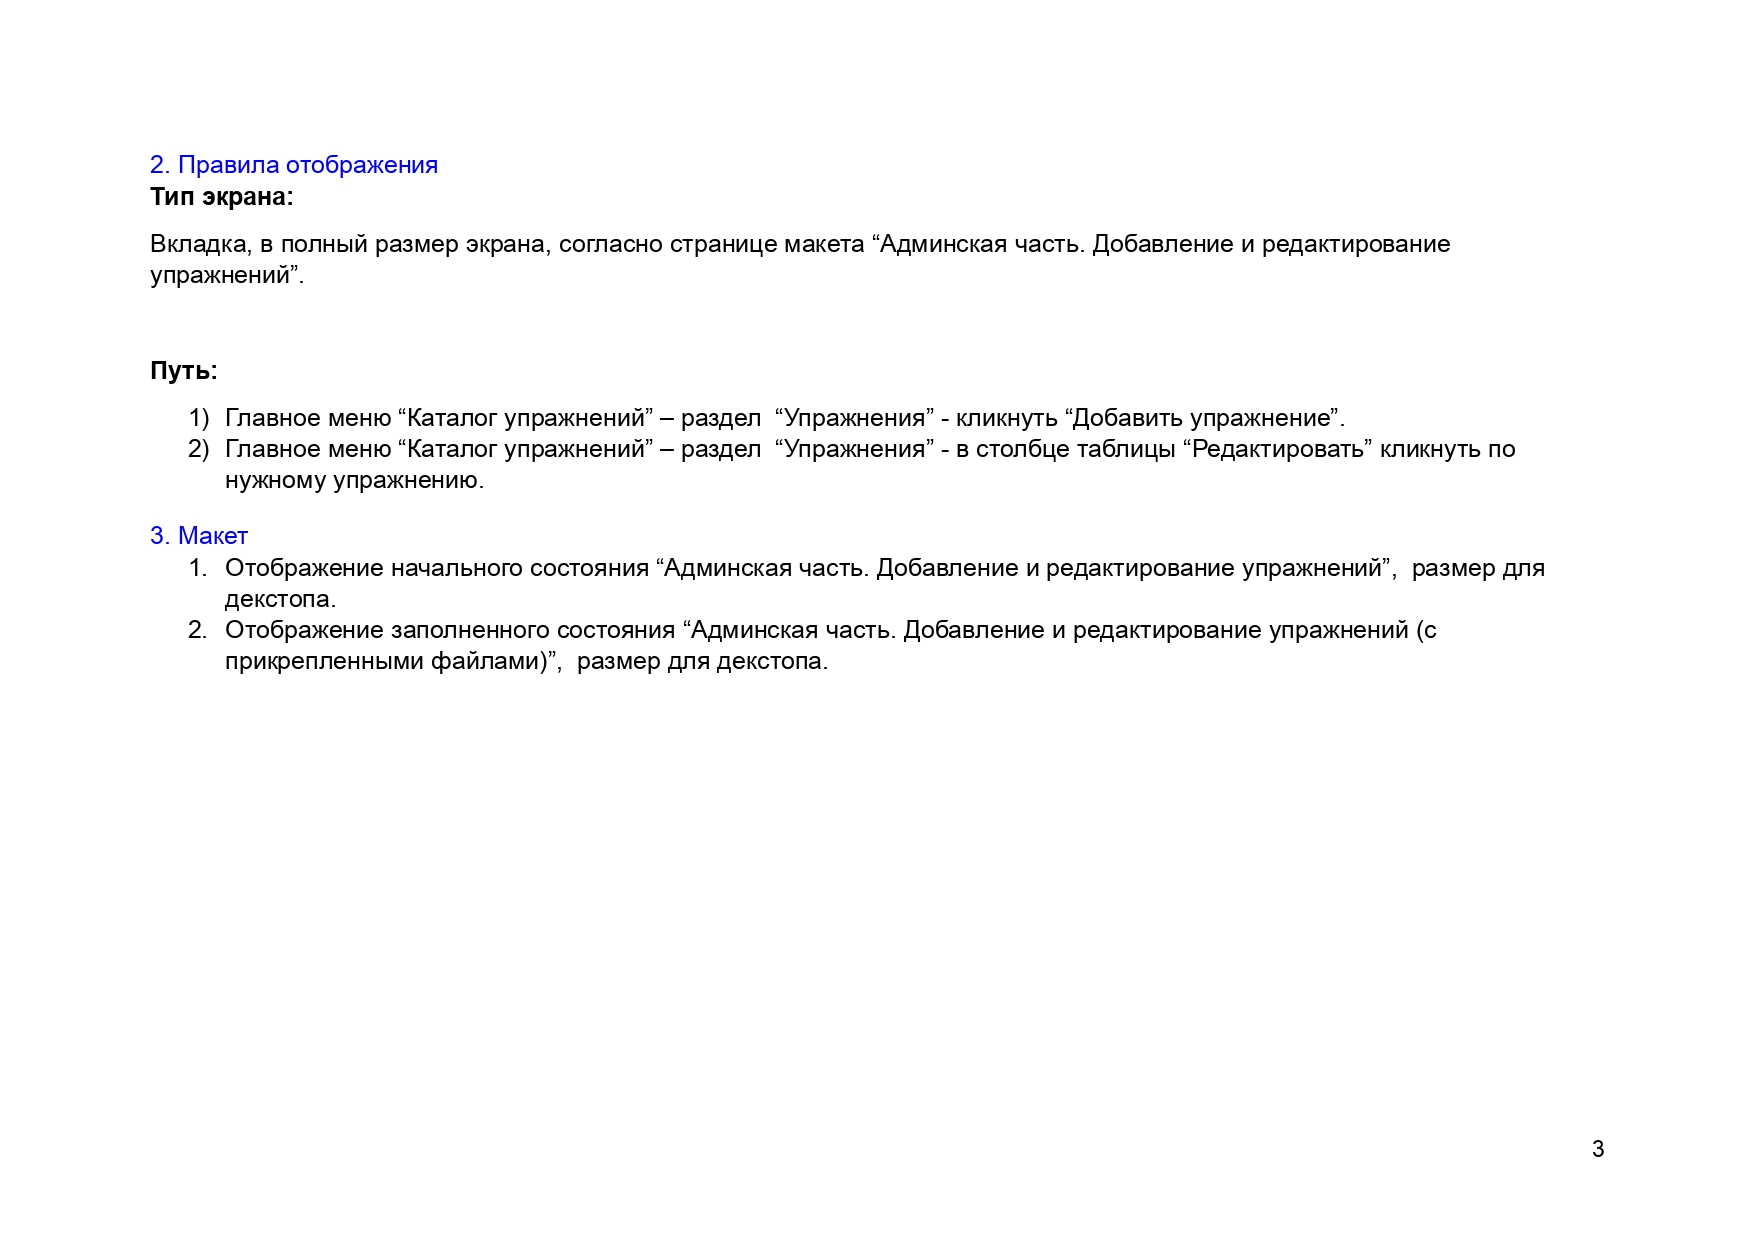 2. Правила отображения
Тип экрана:
Вкладка, в полный размер экрана, согласно странице макета “Админская часть. Добавление и редактирование
упражнений”.
Путь:
1) Главное меню “Каталог упражнений” – раздел  “Упражнения” - кликнуть “Добавить упражнение”.
2) Главное меню “Каталог упражнений” – раздел  “Упражнения” - в столбце таблицы “Редактировать” кликнуть по
нужному упражнению.
3. Макет
1. Отображение начального состояния “Админская часть. Добавление и редактирование упражнений”,  размер для
декстопа.
2. Отображение заполненного состояния “Админская часть. Добавление и редактирование упражнений (с
прикрепленными файлами)”,  размер для декстопа.
3